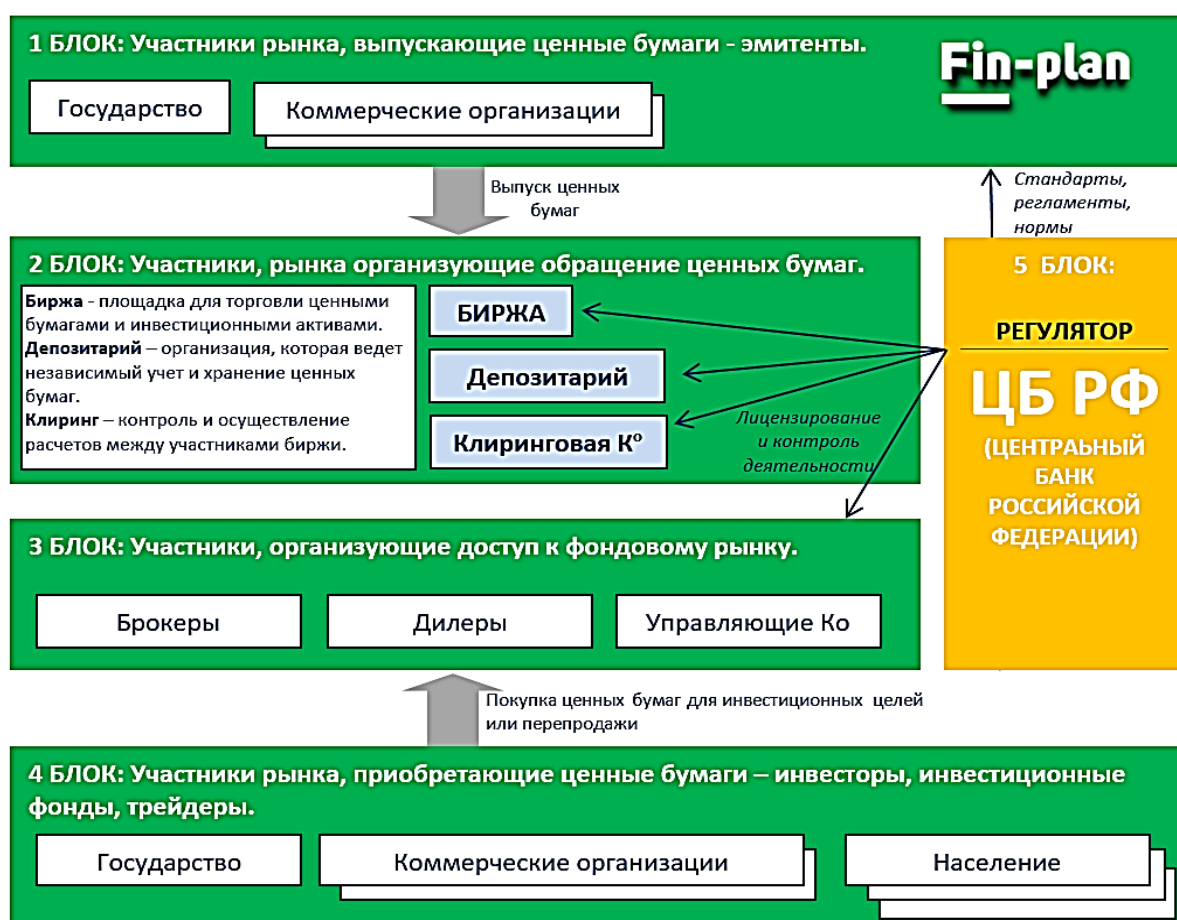 1 БЛОК: Участники рынка, выпускающие ценные бумаги - эмитенты.
Fin-plan
Государство
Коммерческие организации
Выпуск ценных
бумаг
Стандарты,
регламенты,
нормы
2 БЛОК: Участники, рынка организующие обращение ценных бумаг.
Биржа - площадка для торговли ценными
бумагами и инвестиционными активами.
Депозитарий – организация, которая ведет
независимый учет и хранение ценных
бумаг.
Клиринг – контроль и осуществление
расчетов между участниками биржи.
БИРЖА
Депозитарий
Клиринговая Кº
Лицензирование
и контроль
деятельности
5 БЛОК:
РЕГУЛЯТОР
ЦБ РФ
(ЦЕНТРАЬНЫЙ
БАНК
РОССИЙСКОЙ
ФЕДЕРАЦИИ)
3 БЛОК: Участники, организующие доступ к фондовому рынку.
Брокеры
Дилеры
Управляющие Ко
Покупка ценных бумаг для инвестиционных целей
или перепродажи
4 БЛОК: Участники рынка, приобретающие ценные бумаги – инвесторы, инвестиционные
фонды, трейдеры.
Государство
Коммерческие организации
Население